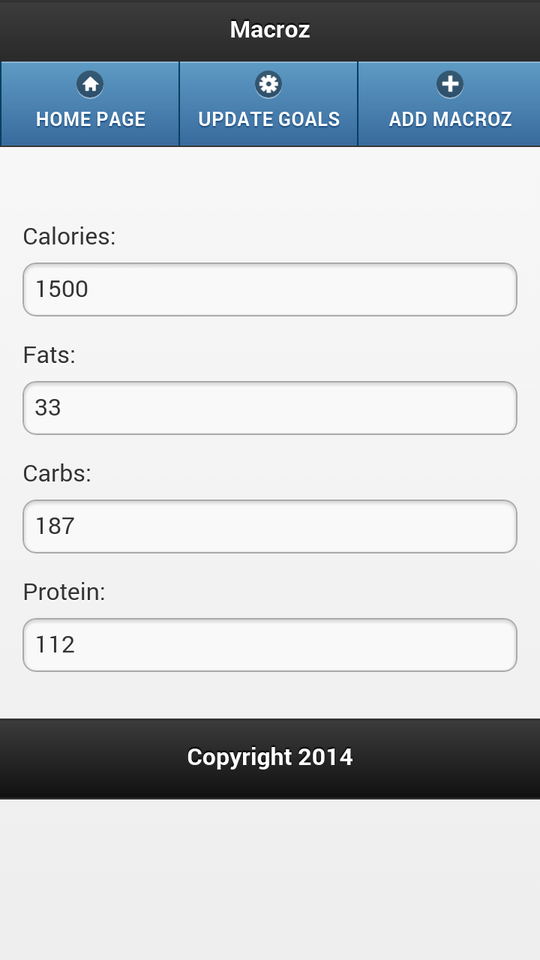 Macroz
HOME PAGE UPDATE GOALS ADD MACROZ
Calories:
1500
Fats:
33
Carbs:
187
Protein:
112
Copyright 2014